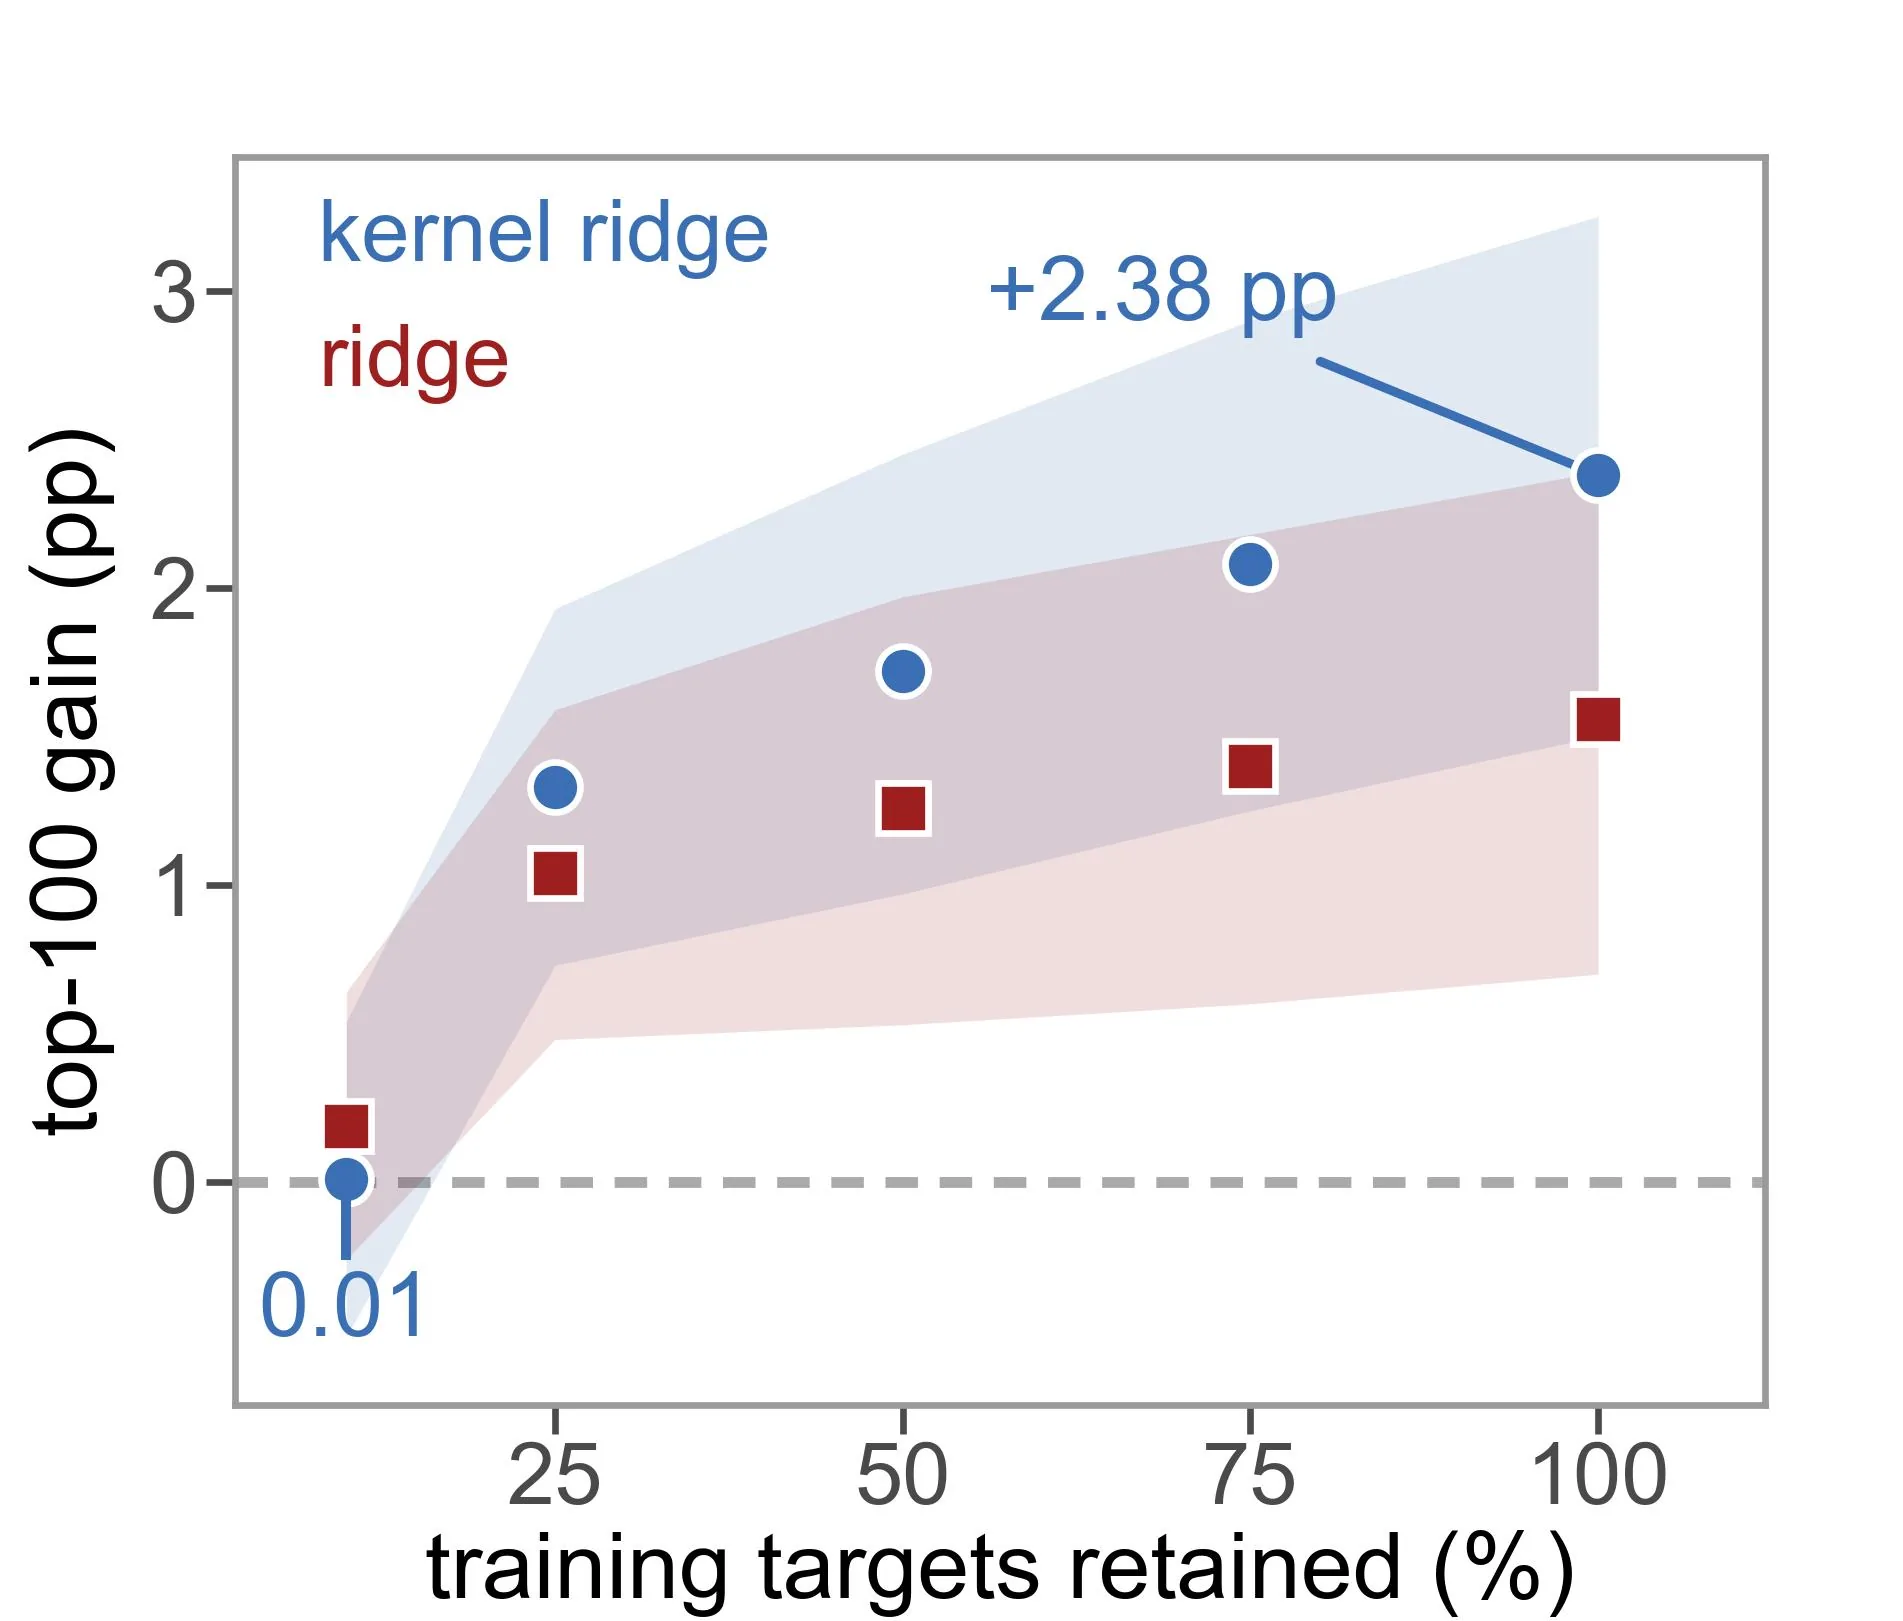 kernel ridge
ridge
+2.38 pp
0.01
3
2
1
0
top-100 gain (pp)
25 50 75 100
training targets retained (%)